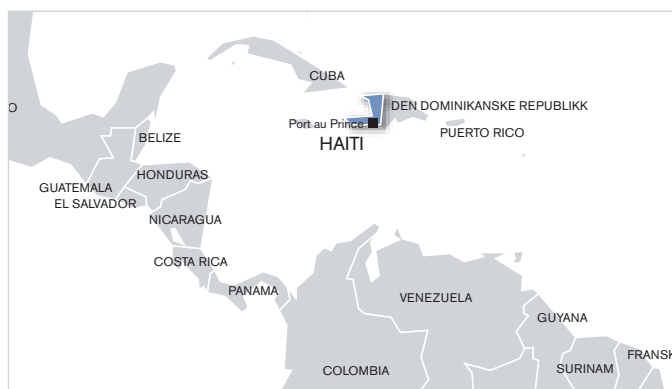 CUBA
O
DEN DOMINIKANSKE REPUBLIKK
Port au Prince
PUERTO RICO
BELIZE
HAITI
HONDURAS
GUATEMALA
EL SALVADOR
NICARAGUA
COSTA RICA
PANAMA
VENEZUELA
GUYANA
FRANSK
COLOMBIA
SURINAM